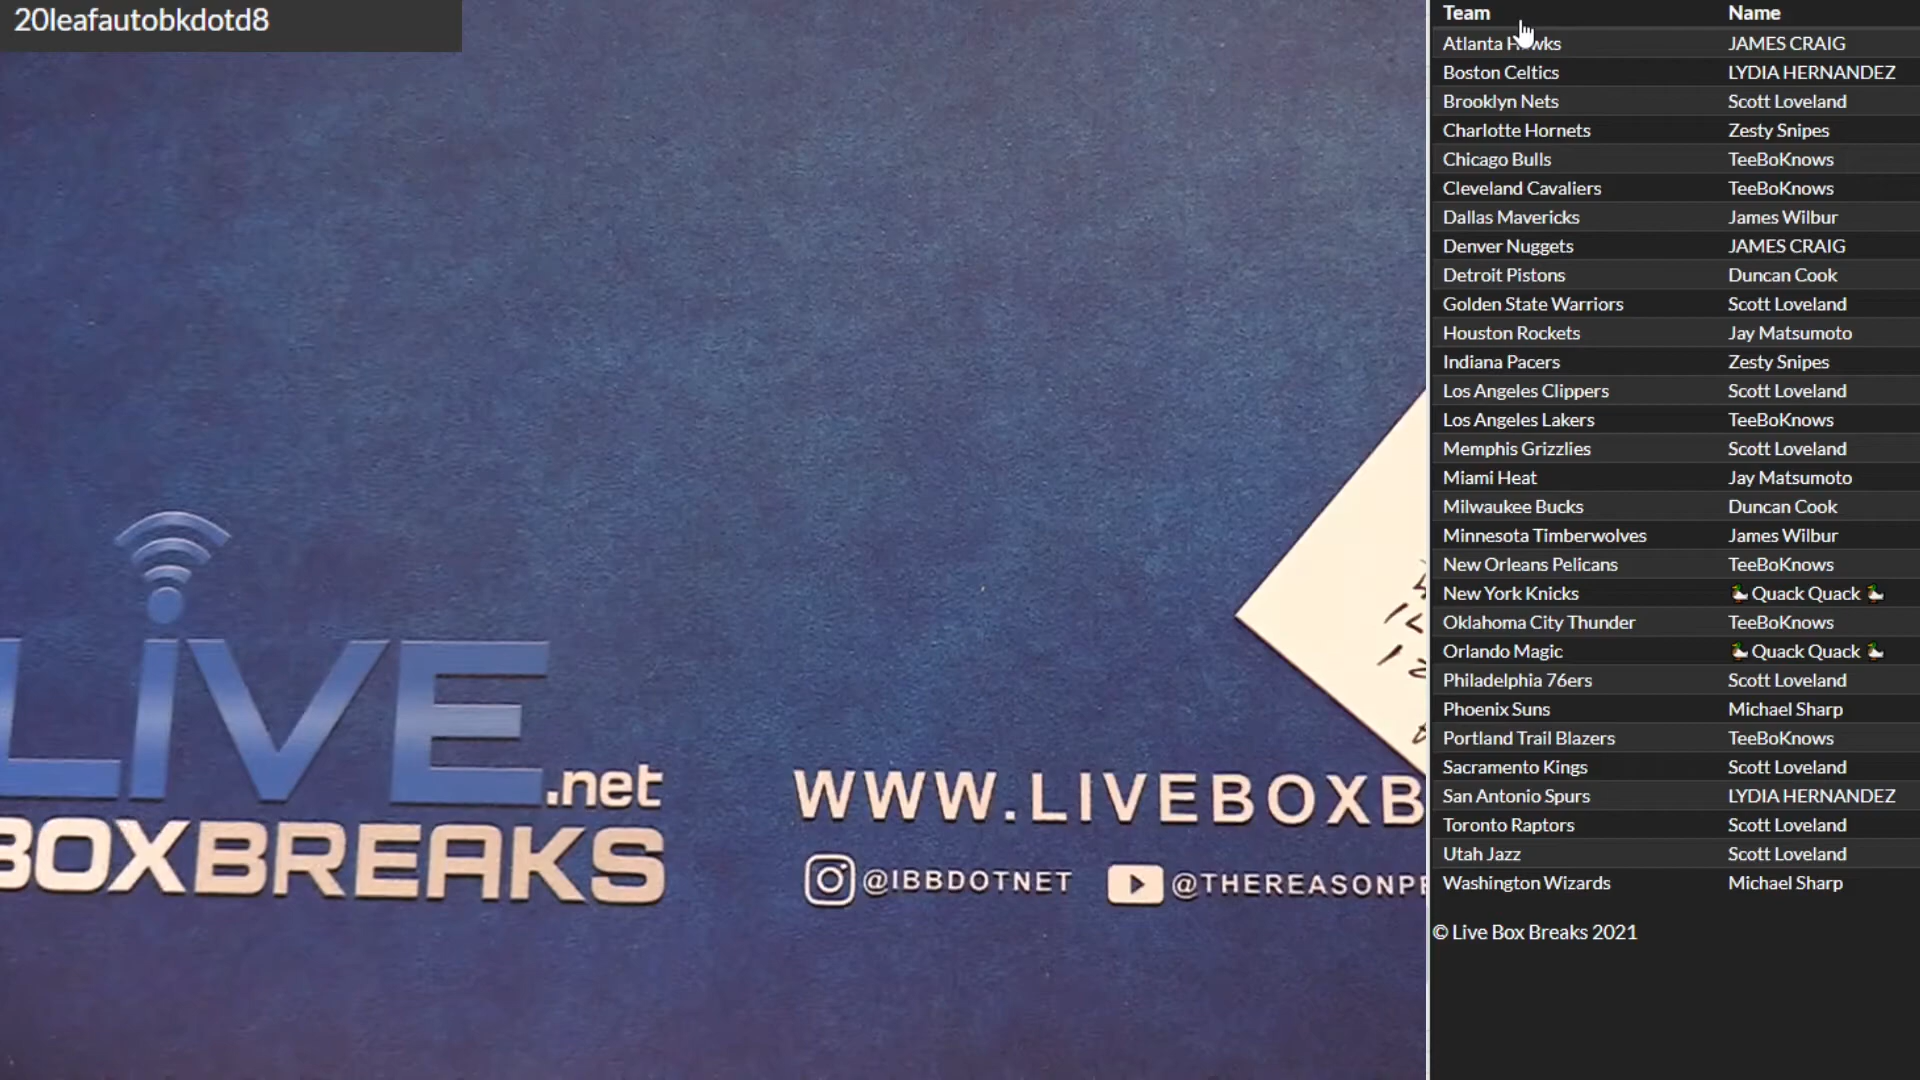 20leafautobkdotd8
LIVE
.net
BOXBREAKS
WWW.LIVEBOXB
@IBBDOTNET @THEREASONP
Team Name
Atlanta Hawks JAMES CRAIG
Boston Celtics LYDIA HERNANDEZ
Brooklyn Nets Scott Loveland
Charlotte Hornets Zesty Snipes
Chicago Bulls TeeBoKnows
Cleveland Cavaliers TeeBoKnows
Dallas Mavericks James Wilbur
Denver Nuggets JAMES CRAIG
Detroit Pistons Duncan Cook
Golden State Warriors Scott Loveland
Houston Rockets Jay Matsumoto
Indiana Pacers Zesty Snipes
Los Angeles Clippers Scott Loveland
Los Angeles Lakers TeeBoKnows
Memphis Grizzlies Scott Loveland
Miami Heat Jay Matsumoto
Milwaukee Bucks Duncan Cook
Minnesota Timberwolves James Wilbur
New Orleans Pelicans TeeBoKnows
New York Knicks 🦆 Quack Quack 🦆
Oklahoma City Thunder TeeBoKnows
Orlando Magic 🦆 Quack Quack 🦆
Philadelphia 76ers Scott Loveland
Phoenix Suns Michael Sharp
Portland Trail Blazers TeeBoKnows
Sacramento Kings Scott Loveland
San Antonio Spurs LYDIA HERNANDEZ
Toronto Raptors Scott Loveland
Utah Jazz Scott Loveland
Washington Wizards Michael Sharp
© Live Box Breaks 2021